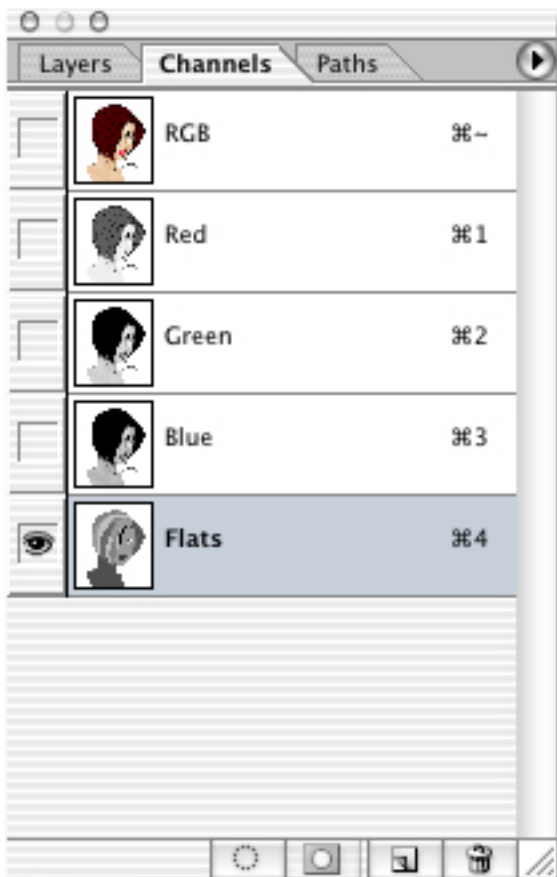 Layers Channels Paths
RGB ⌘~
Red ⌘1
Green ⌘2
Blue ⌘3
Flats ⌘4